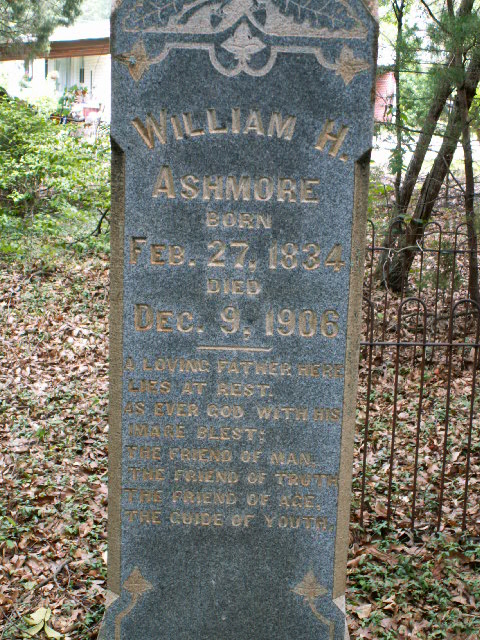 WILLIAM H.
ASHMORE
BORN
FEB. 27, 1834
DIED
DEC. 9, 1906
A LOVING FATHER HERE
LIES AT REST.
AS EVER GOD WITH HIS
IMAGE BLEST;
THE FRIEND OF MAN.
THE FRIEND OF TRUTH
THE FRIEND OF AGE.
THE GUIDE OF YOUTH.